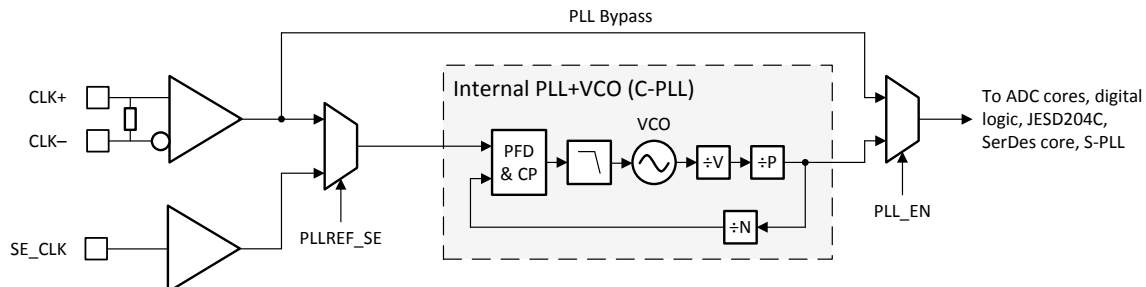 PLL Bypass
CLK+
CLK–
Internal PLL+VCO (C-PLL)
VCO
PFD
& CP
÷V
÷P
÷N
To ADC cores, digital
logic, JESD204C,
SerDes core, S-PLL
PLL_EN
PLLREF_SE
SE_CLK